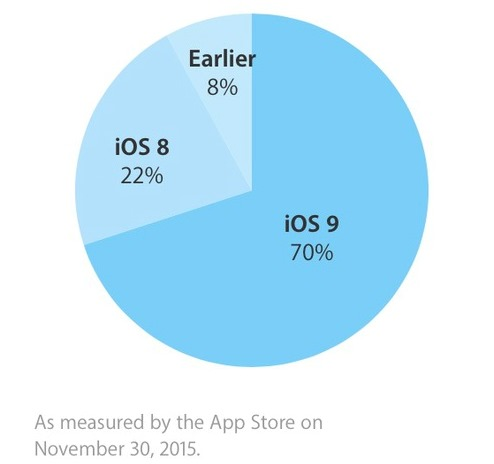 Earlier
8%
iOS 8
22%
iOS 9
70%
As measured by the App Store on
November 30, 2015.